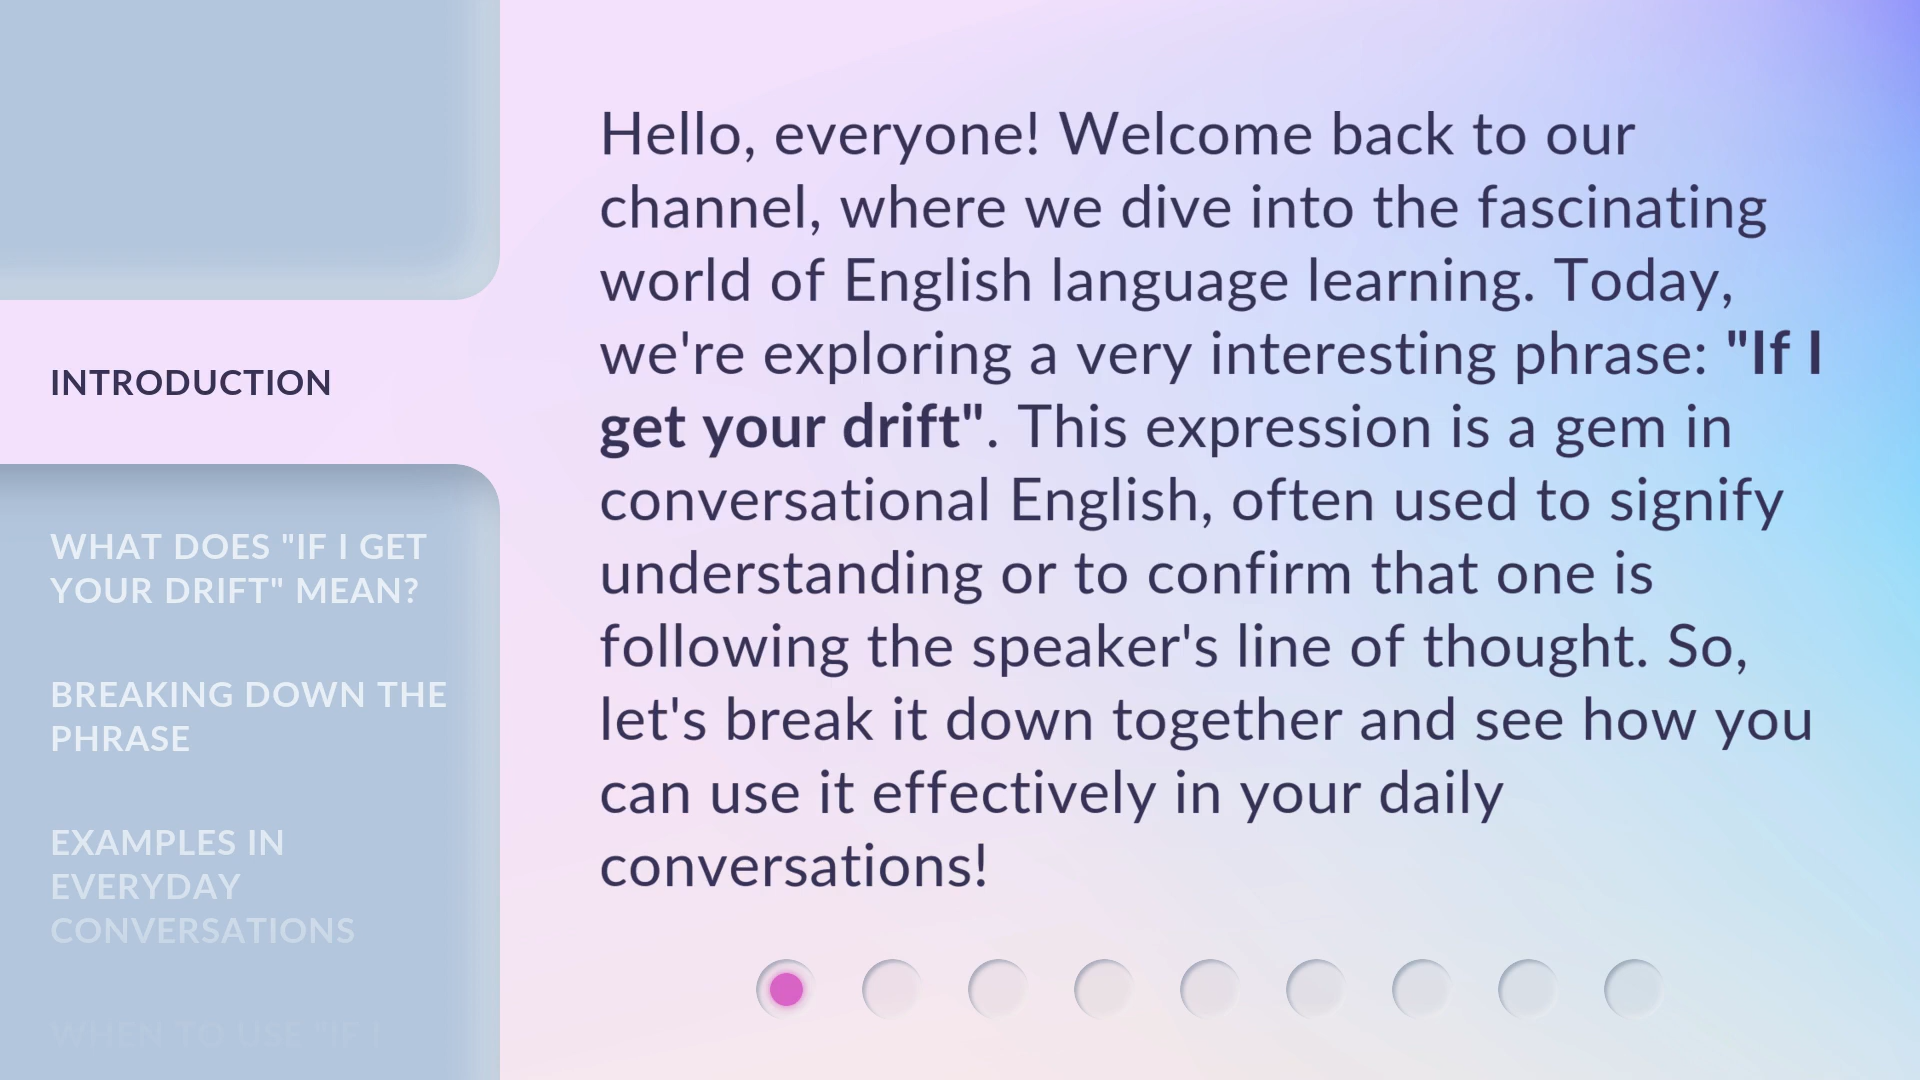 INTRODUCTION
WHAT DOES "IF I GET
YOUR DRIFT" MEAN?
BREAKING DOWN THE
PHRASE
EXAMPLES IN
EVERYDAY
CONVERSATIONS
WHEN TO USE "IF I
Hello, everyone! Welcome back to our
channel, where we dive into the fascinating
world of English language learning. Today,
we're exploring a very interesting phrase: "If I
get your drift". This expression is a gem in
conversational English, often used to signify
understanding or to confirm that one is
following the speaker's line of thought. So,
let's break it down together and see how you
can use it effectively in your daily
conversations!